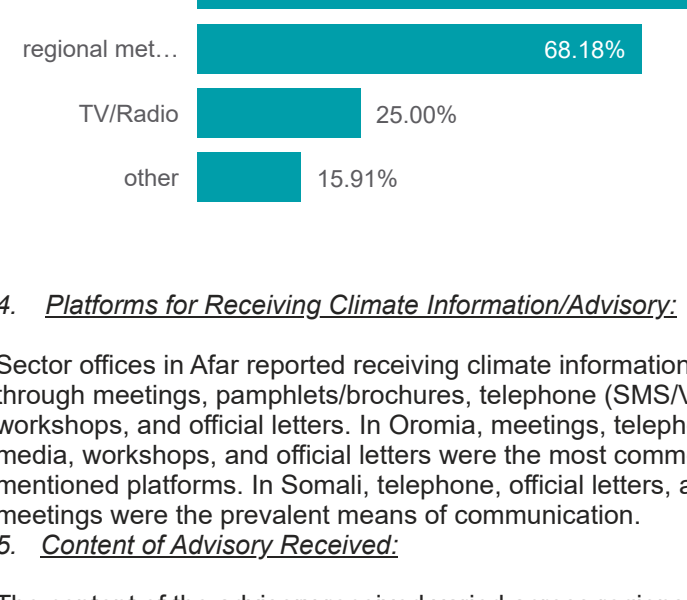 regional met… 68.18%
TV/Radio 25.00%
other 15.91%
4. Platforms for Receiving Climate Information/Advisory:
Sector offices in Afar reported receiving climate information
through meetings, pamphlets/brochures, telephone (SMS/
workshops, and official letters. In Oromia, meetings,
media, workshops, and official letters were the most
mentioned platforms. In Somali, telephone, official letters,
meetings were the prevalent means of communication.
5. Content of Advisory Received: